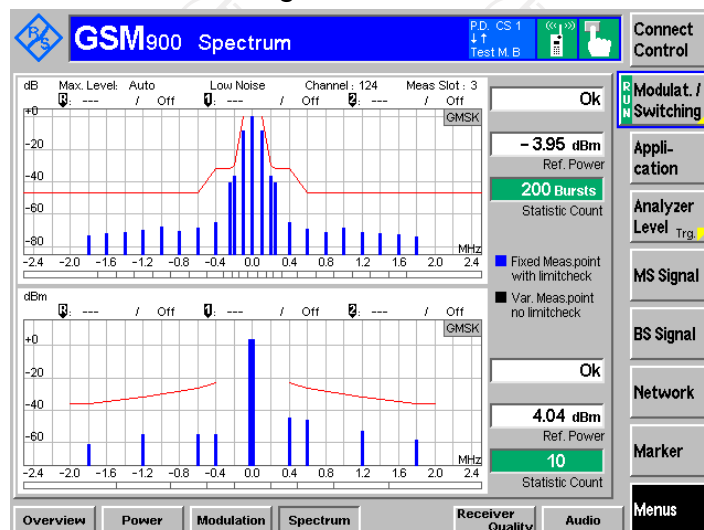 R/S
GSM900 Spectrum
P.D. CS 1
Test M. B
Connect Control
dB Max. Level: Auto Low Noise Channel : 124 Meas Slot : 3
R: --- / Off 1: --- / Off 2: --- / Off
GMSK
+0
-20
-40
-60
-80
MHz
-2.4 -2.0 -1.6 -1.2 -0.8 -0.4 0.0 0.4 0.8 1.2 1.6 2.0 2.4
Ok
- 3.95 dBm
Ref. Power
200 Bursts
Statistic Count
Fixed Meas.point
with limitcheck
Var. Meas.point
no limitcheck
dBm
R: --- / Off 1: --- / Off 2: --- / Off
GMSK
+0
-20
-40
-60
MHz
-2.4 -2.0 -1.6 -1.2 -0.8 -0.4 0.0 0.4 0.8 1.2 1.6 2.0 2.4
Ok
4.04 dBm
Ref. Power
10
Statistic Count
RUN
Modulat. /
Switching
Appli-
cation
Analyzer
Level Trg.
MS Signal
BS Signal
Network
Marker
Menus
Overview Power Modulation Spectrum Receiver Quality Audio